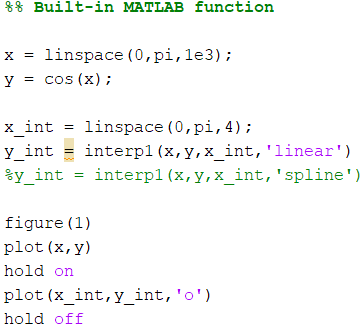 %% Built-in MATLAB function
x = linspace(0,pi,1e3);
y = cos(x);
x_int = linspace(0,pi,4);
y_int = interp1(x,y,x_int,'linear')
%y_int = interp1(x,y,x_int,'spline')
figure(1)
plot(x,y)
hold on
plot(x_int,y_int,'o')
hold off